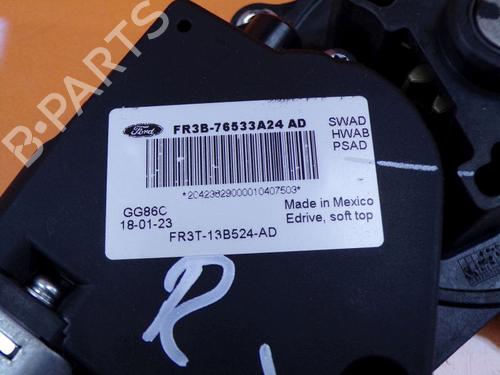 B-PARTS
Ford
FR3B-76533A24 AD
SWAD
HWAB
PSAD
*20423829000010407503*
GG86C
18-01-23
Made in Mexico
Edrive, soft top
FR3T-13B524-AD
R